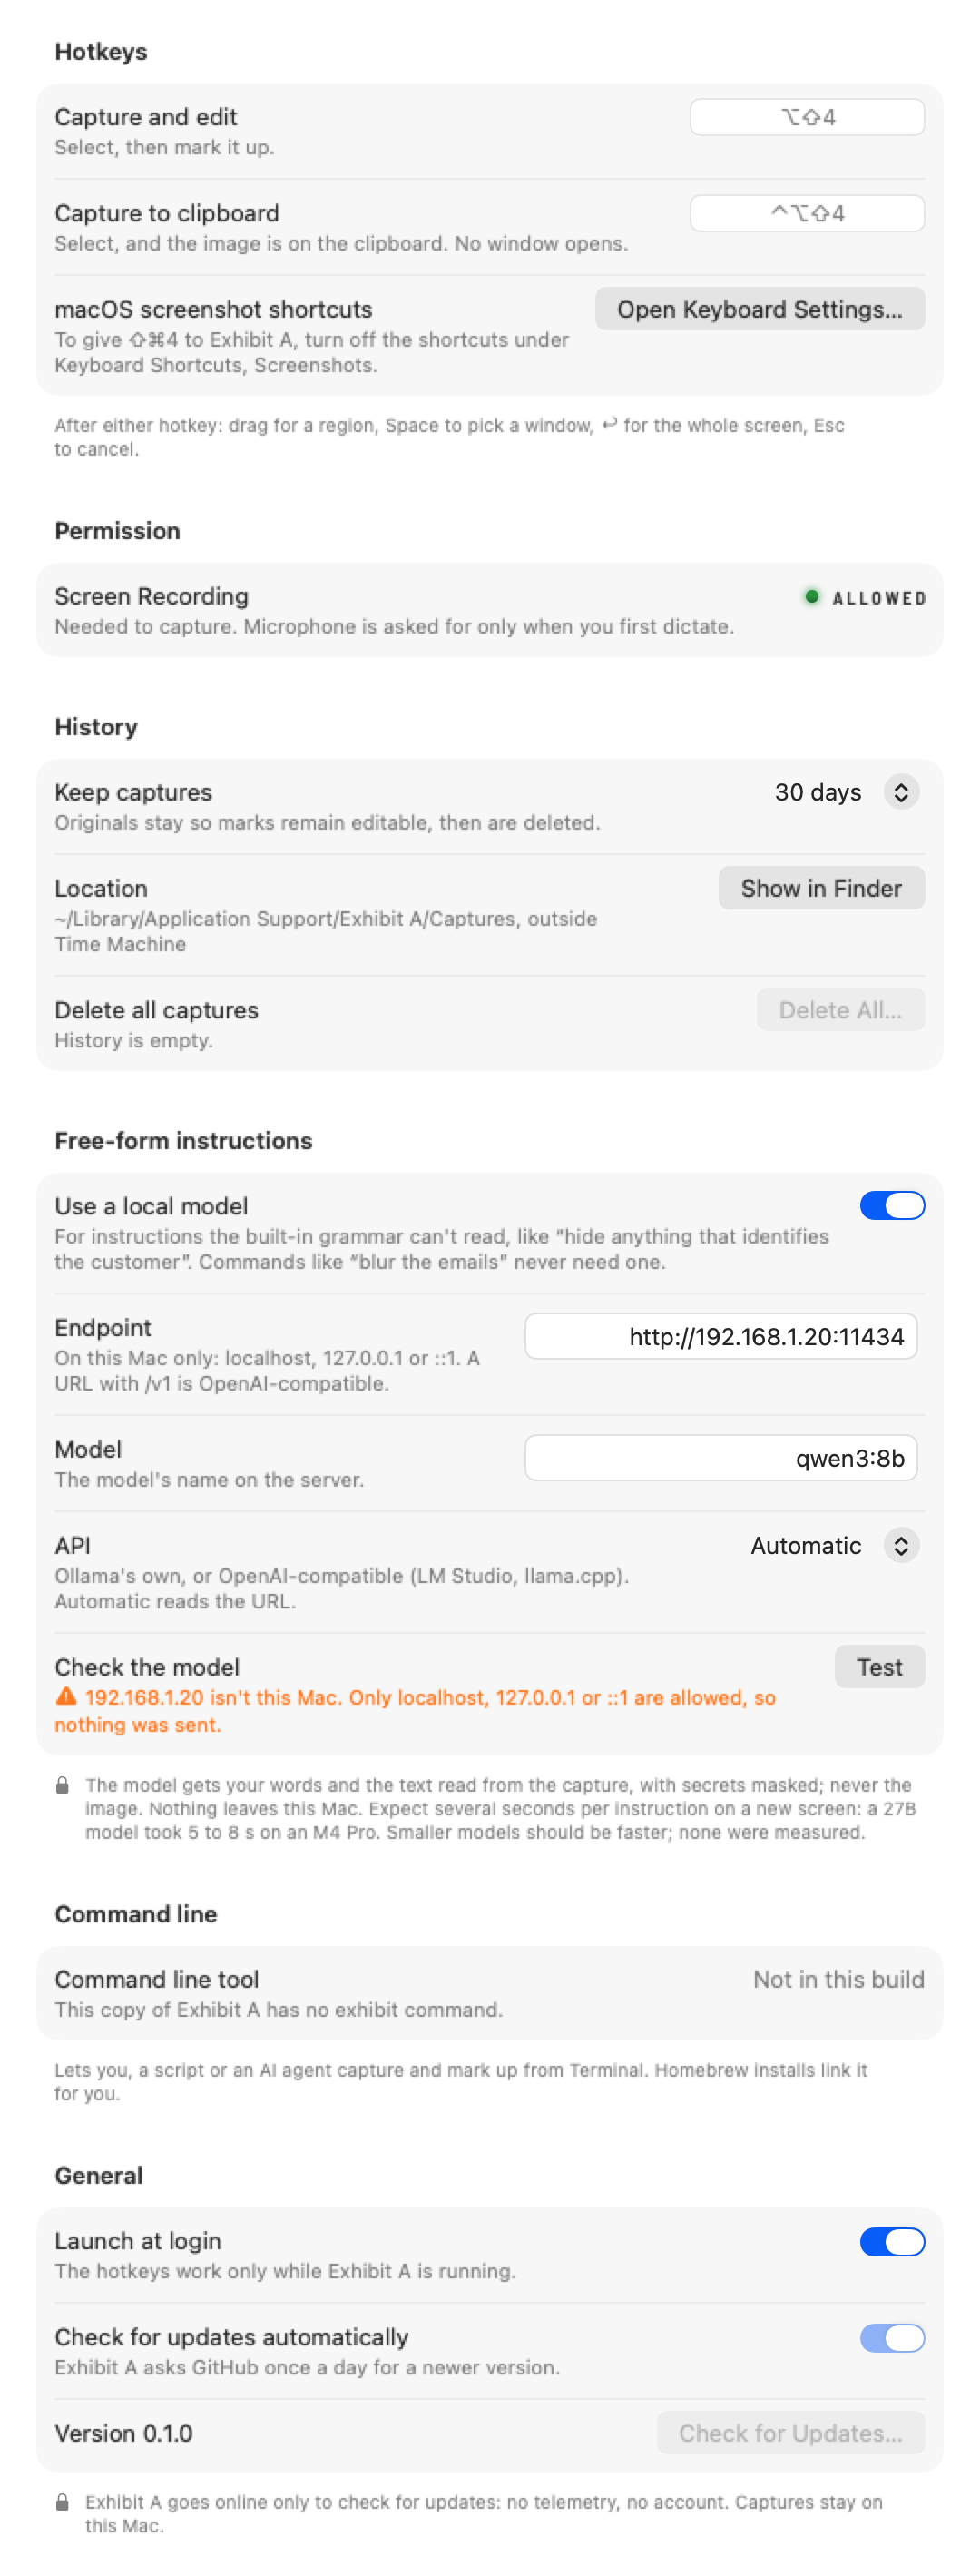 Hotkeys
Capture and edit
⌥⇧4
Select, then mark it up.
Capture to clipboard
^⌥⇧4
Select, and the image is on the clipboard. No window opens.
macOS screenshot shortcuts
Open Keyboard Settings...
To give ⇧⌘4 to Exhibit A, turn off the shortcuts under
Keyboard Shortcuts, Screenshots.
After either hotkey: drag for a region, Space to pick a window, ↩ for the whole screen, Esc
to cancel.
Permission
Screen Recording
ALLOWED
Needed to capture. Microphone is asked for only when you first dictate.
History
Keep captures
30 days
Originals stay so marks remain editable, then are deleted.
Location
Show in Finder
~/Library/Application Support/Exhibit A/Captures, outside
Time Machine
Delete all captures
Delete All...
History is empty.
Free-form instructions
Use a local model
For instructions the built-in grammar can't read, like "hide anything that identifies
the customer". Commands like "blur the emails" never need one.
Endpoint
http://192.168.1.20:11434
On this Mac only: localhost, 127.0.0.1 or ::1. A
URL with /v1 is OpenAI-compatible.
Model
qwen3:8b
The model's name on the server.
API
Automatic
Ollama's own, or OpenAI-compatible (LM Studio, llama.cpp).
Automatic reads the URL.
Check the model
Test
192.168.1.20 isn't this Mac. Only localhost, 127.0.0.1 or ::1 are allowed, so
nothing was sent.
The model gets your words and the text read from the capture, with secrets masked; never the
image. Nothing leaves this Mac. Expect several seconds per instruction on a new screen: a 27B
model took 5 to 8 s on an M4 Pro. Smaller models should be faster; none were measured.
Command line
Command line tool
Not in this build
This copy of Exhibit A has no exhibit command.
Lets you, a script or an AI agent capture and mark up from Terminal. Homebrew installs link it
for you.
General
Launch at login
The hotkeys work only while Exhibit A is running.
Check for updates automatically
Exhibit A asks GitHub once a day for a newer version.
Version 0.1.0
Check for Updates...
Exhibit A goes online only to check for updates: no telemetry, no account. Captures stay on
this Mac.